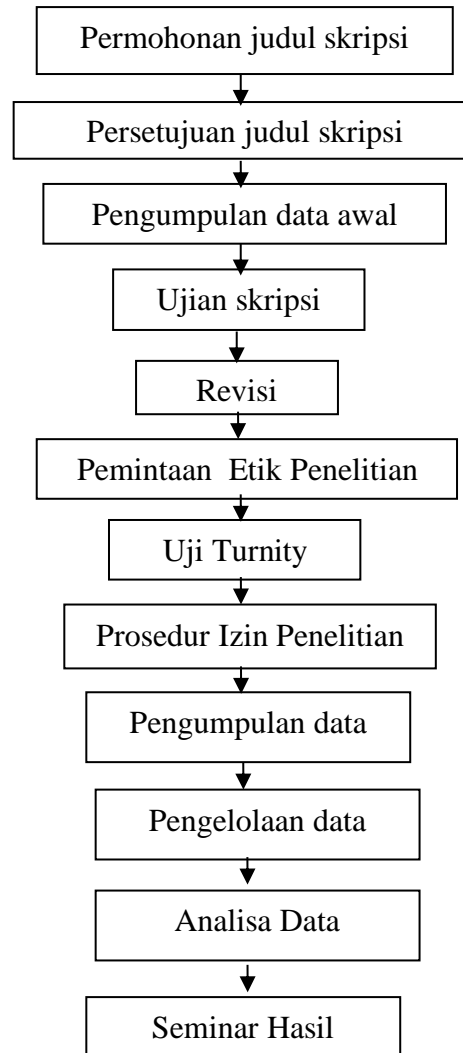 Permohonan judul skripsi
Persetujuan judul skripsi
Pengumpulan data awal
Ujian skripsi
Revisi
Pemintaan  Etik Penelitian
Uji Turnity
Prosedur Izin Penelitian
Pengumpulan data
Pengelolaan data
Analisa Data
Seminar Hasil